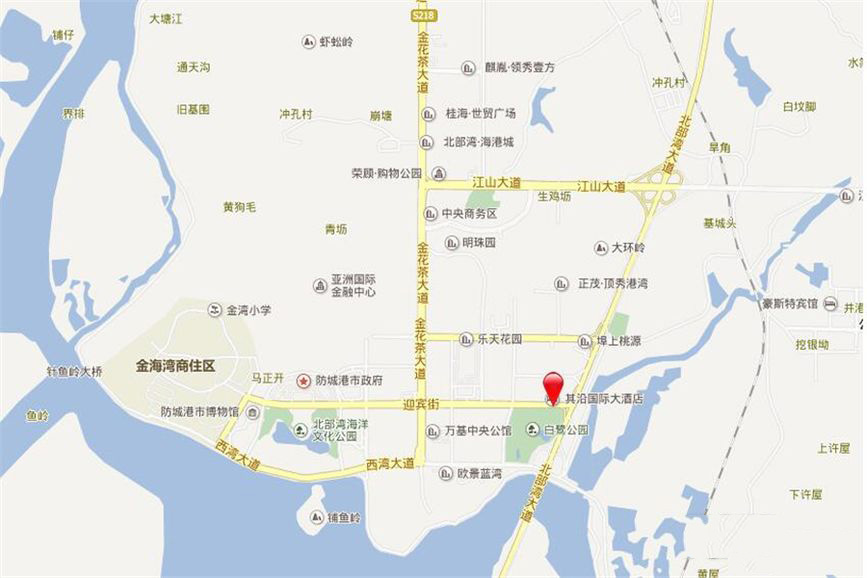 大塘江
S218
铺仔
虾蚣岭
金花茶大道
麒胤·领秀壹方
通天沟
冲孔村
界排
旧基围
冲孔村
崩塘
桂海·世贸广场
白坟脚
北部湾大道
北部湾·海港城
旱角
荣顾·购物公园
江山大道
江山大道
生鸡坜
黄狗毛
中央商务区
基城头
青坜
明珠园
大环岭
金花茶大道
亚洲国际
金融中心
正茂·顶秀港湾
豪斯特宾馆
井港
金湾小学
金花茶大道
乐天花园
埠上桃源
挖银坳
金海湾商住区
针鱼岭大桥
马正开
防城港市政府
其沿国际大酒店
鱼岭
防城港市博物馆
迎宾街
北部湾海洋
文化公园
万基中央公馆
白鹭公园
西湾大道
西湾大道
欧景蓝湾
北部湾大道
上许屋
下许屋
铺鱼岭
黄屋